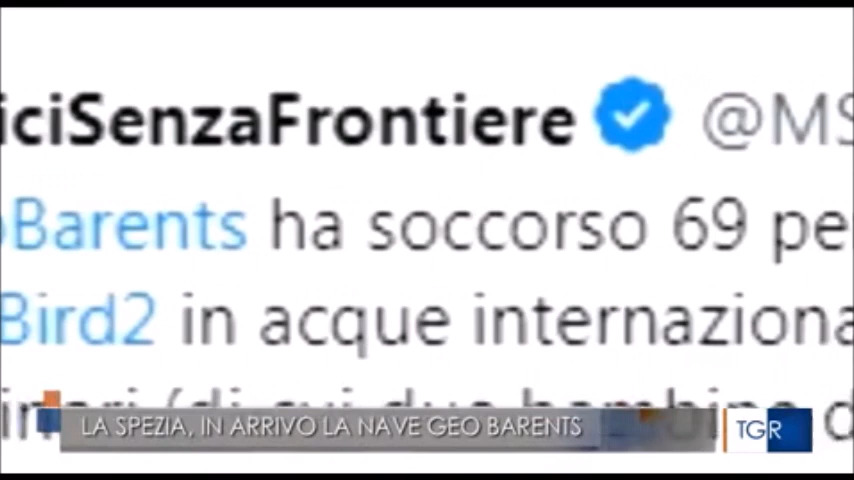 iciSenzaFrontiere @MS
oBarents ha soccorso 69 pe
Bird2 in acque internaziona
LA SPEZIA, IN ARRIVO LA NAVE GEO BARENTS
TGR